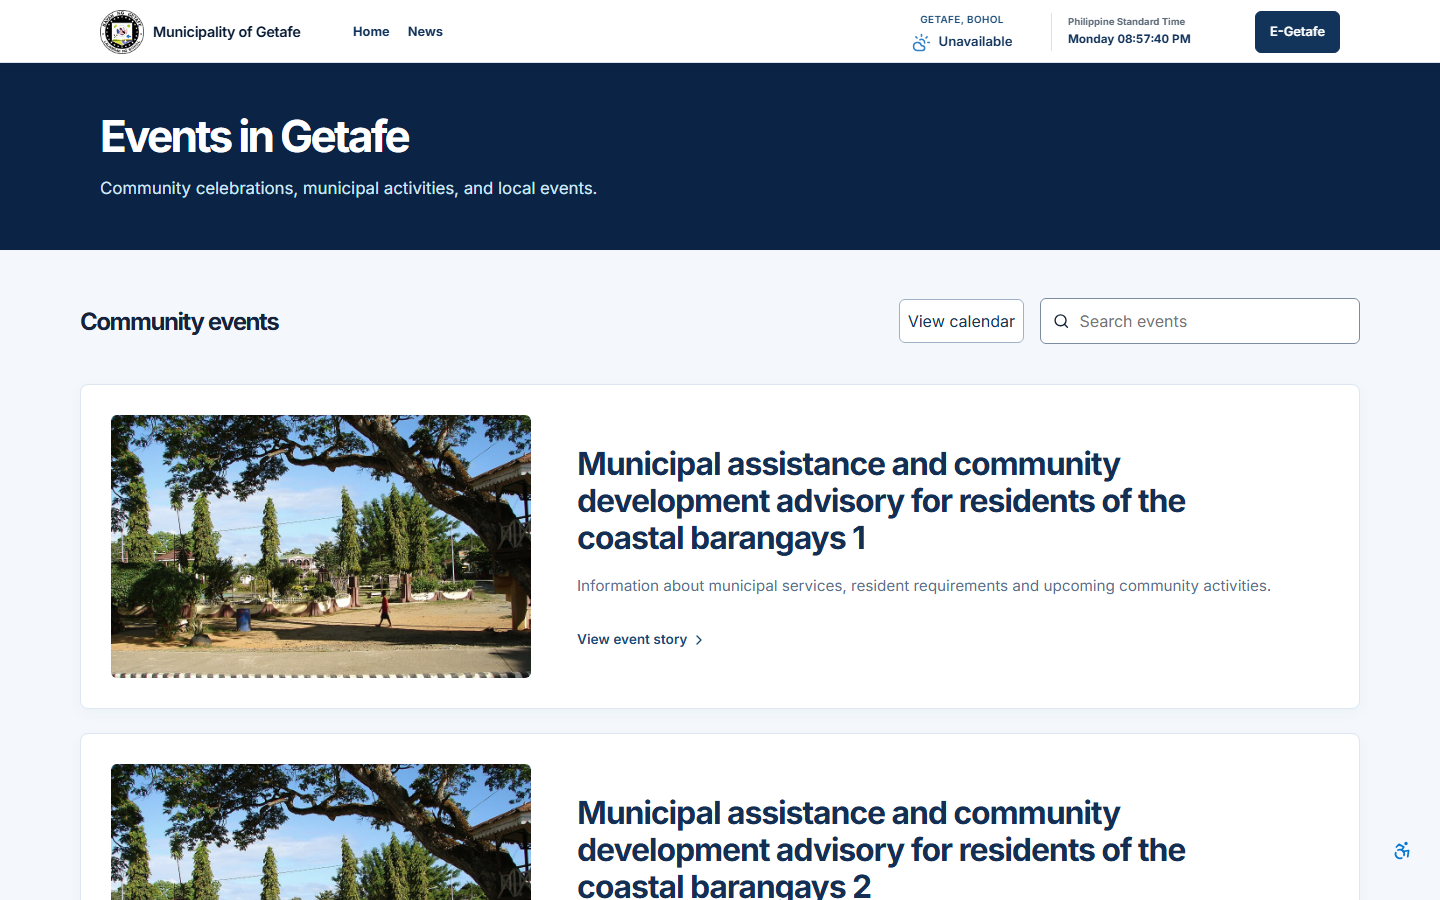 Municipality of Getafe
Home
News
GETAFE, BOHOL
Unavailable
Philippine Standard Time
Monday 08:57:40 PM
E-Getafe
Events in Getafe
Community celebrations, municipal activities, and local events.
Community events
View calendar
Search events
Municipal assistance and community
development advisory for residents of the
coastal barangays 1
Information about municipal services, resident requirements and upcoming community activities.
View event story
Municipal assistance and community
development advisory for residents of the
coastal barangays 2